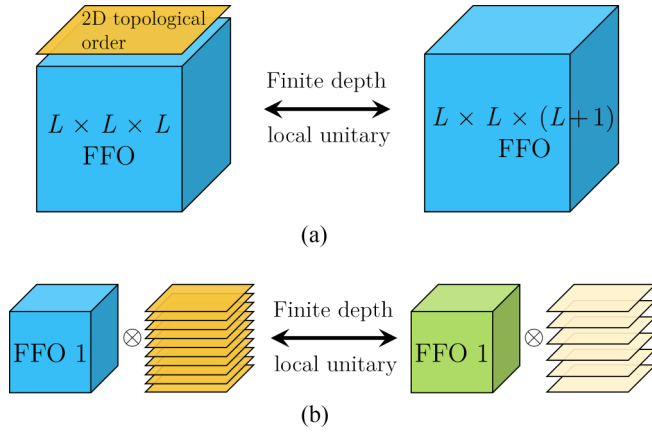 2D topological
order
L × L × L
FFO
Finite depth
local unitary
L × L × (L+1)
FFO
(a)
FFO 1
⊗
Finite depth
local unitary
FFO 1
⊗
(b)